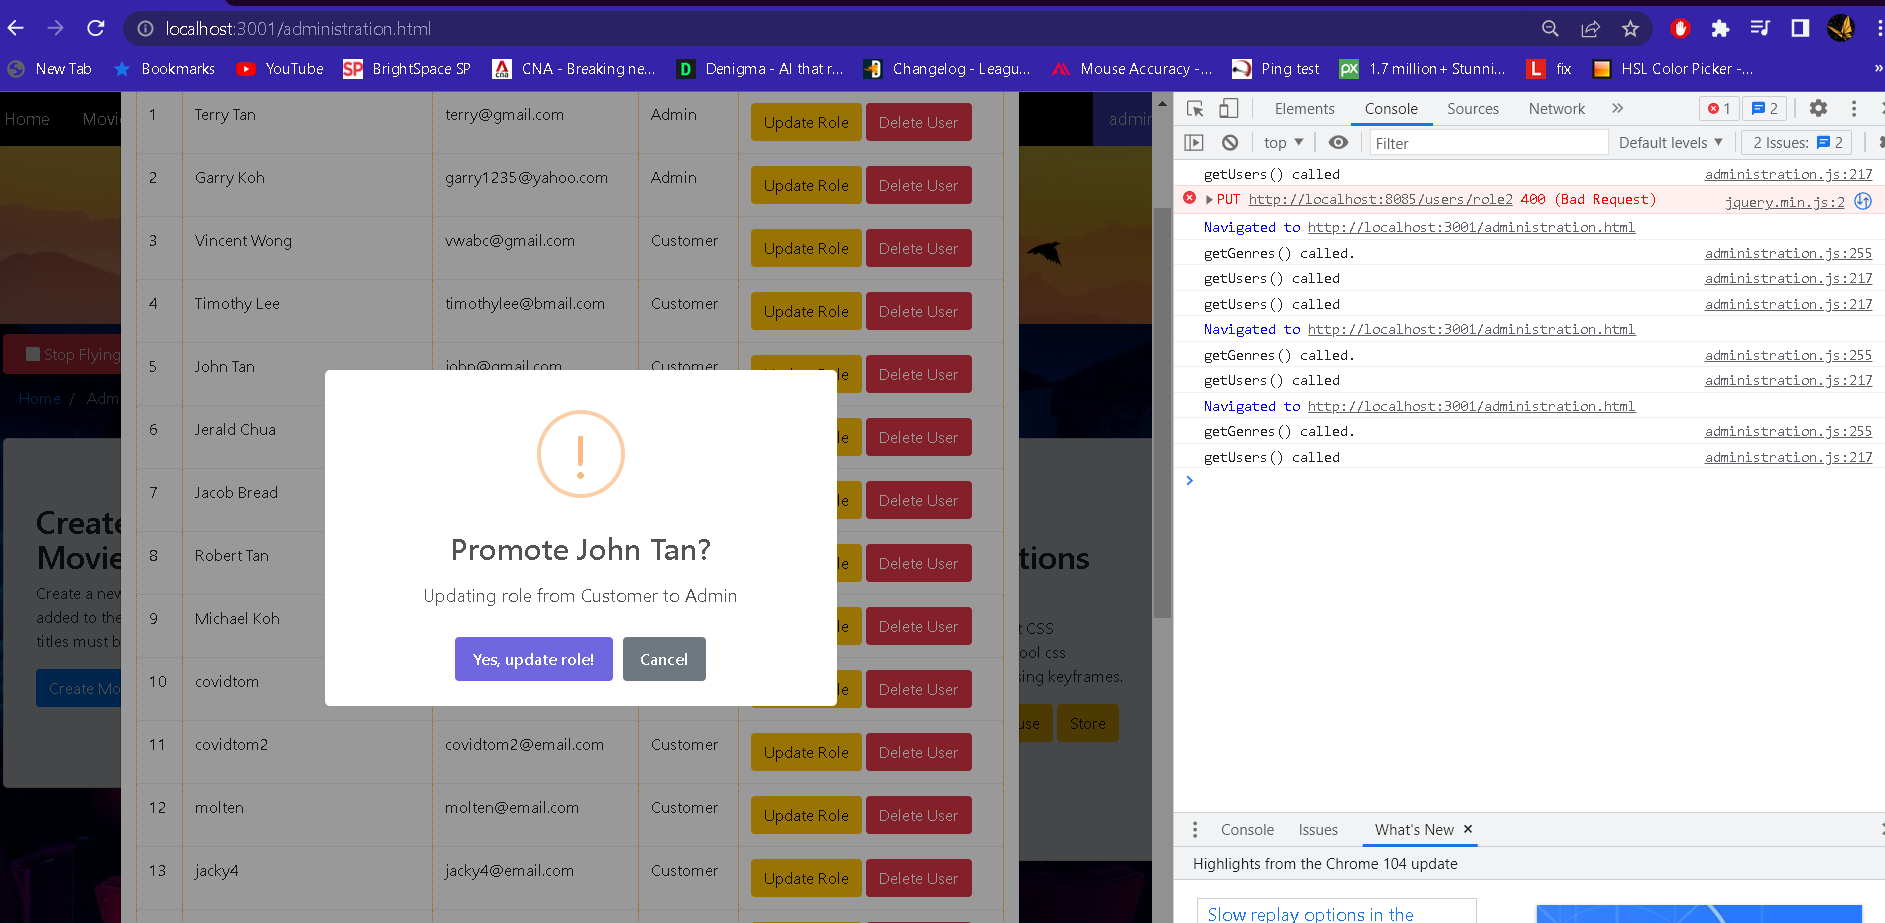 localhost:3001/administration.html
New Tab Bookmarks YouTube BrightSpace SP CNA - Breaking ne... Denigma - AI that r... Changelog - Leagu... Mouse Accuracy -... Ping test 1.7 million+ Stunni... fix HSL Color Picker -... »
Home Movi
admin
1 Terry Tan terry@gmail.com Admin Update Role Delete User
2 Garry Koh garry1235@yahoo.com Admin Update Role Delete User
3 Vincent Wong vwabc@gmail.com Customer Update Role Delete User
4 Timothy Lee timothylee@bmail.com Customer Update Role Delete User
Stop Flying
5 John Tan john@gmail.com Customer Update Role Delete User
Home / Adm
6 Jerald Chua le Delete User
7 Jacob Bread le Delete User
8 Robert Tan le Delete User
9 Michael Koh le Delete User
10 covidtom le Delete User
11 covidtom2 covidtom2@email.com Customer Update Role Delete User
12 molten molten@email.com Customer Update Role Delete User
13 jacky4 jacky4@email.com Customer Update Role Delete User
Create
Movie
Create a new
added to the
titles must b
Create Mo
Promote John Tan?
Updating role from Customer to Admin
Yes, update role! Cancel
tions
t CSS
ool css
sing keyframes.
use Store
Elements Console Sources Network » 1 2
top Filter Default levels 2 Issues: 2
getUsers() called administration.js:217
PUT http://localhost:8085/users/role2 400 (Bad Request) jquery.min.js:2
Navigated to http://localhost:3001/administration.html
getGenres() called. administration.js:255
getUsers() called administration.js:217
getUsers() called administration.js:217
Navigated to http://localhost:3001/administration.html
getGenres() called. administration.js:255
getUsers() called administration.js:217
Navigated to http://localhost:3001/administration.html
getGenres() called. administration.js:255
getUsers() called administration.js:217
Console Issues What's New ×
Highlights from the Chrome 104 update
Slow replay options in the